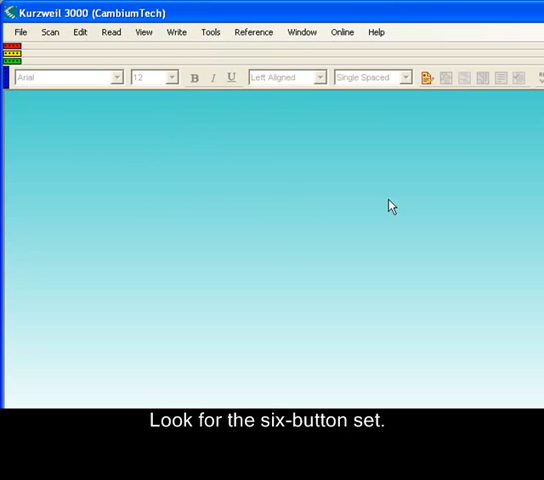 Kurzweil 3000 (CambiumTech)
File Scan Edit Read View Write Tools Reference Window Online Help
Arial 12 B I U Left Aligned Single Spaced
Look for the six-button set.